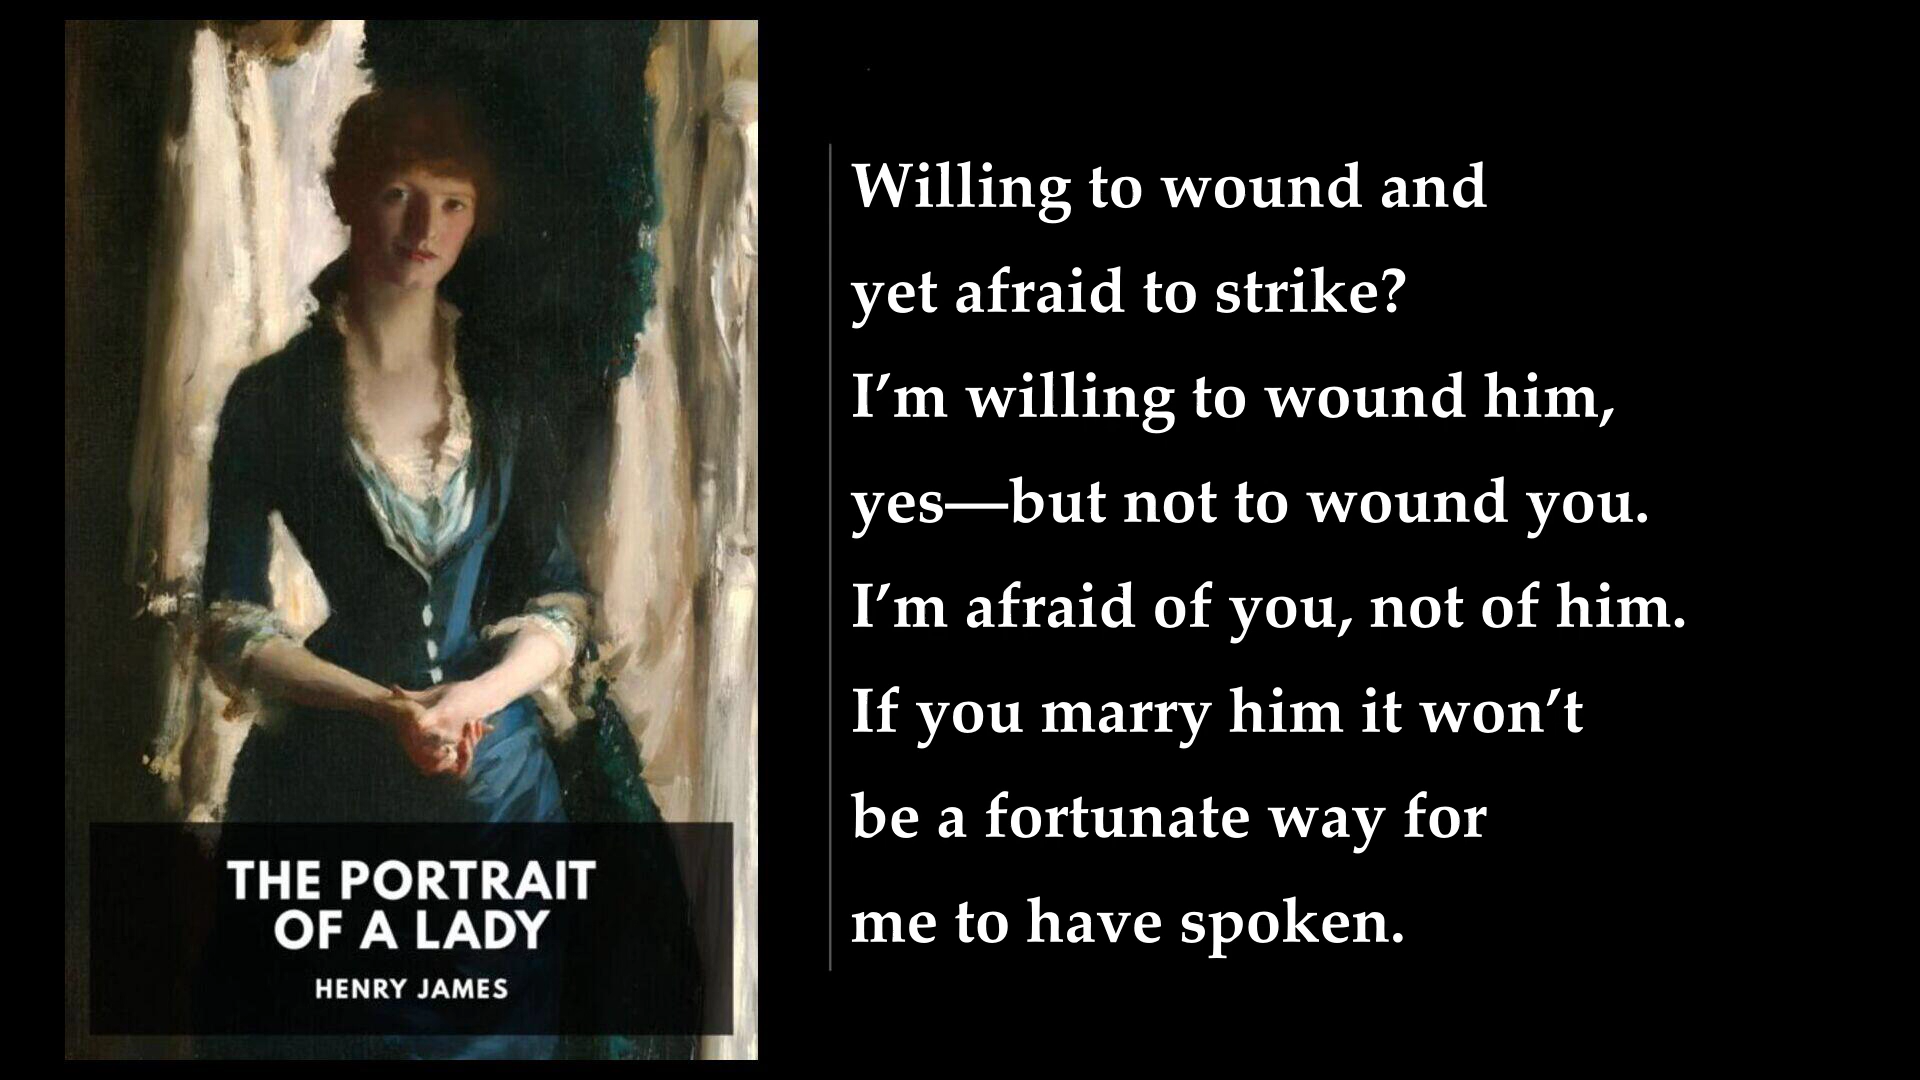 THE PORTRAIT
OF A LADY
HENRY JAMES
Willing to wound and
yet afraid to strike?
I’m willing to wound him,
yes—but not to wound you.
I’m afraid of you, not of him.
If you marry him it won’t
be a fortunate way for
me to have spoken.